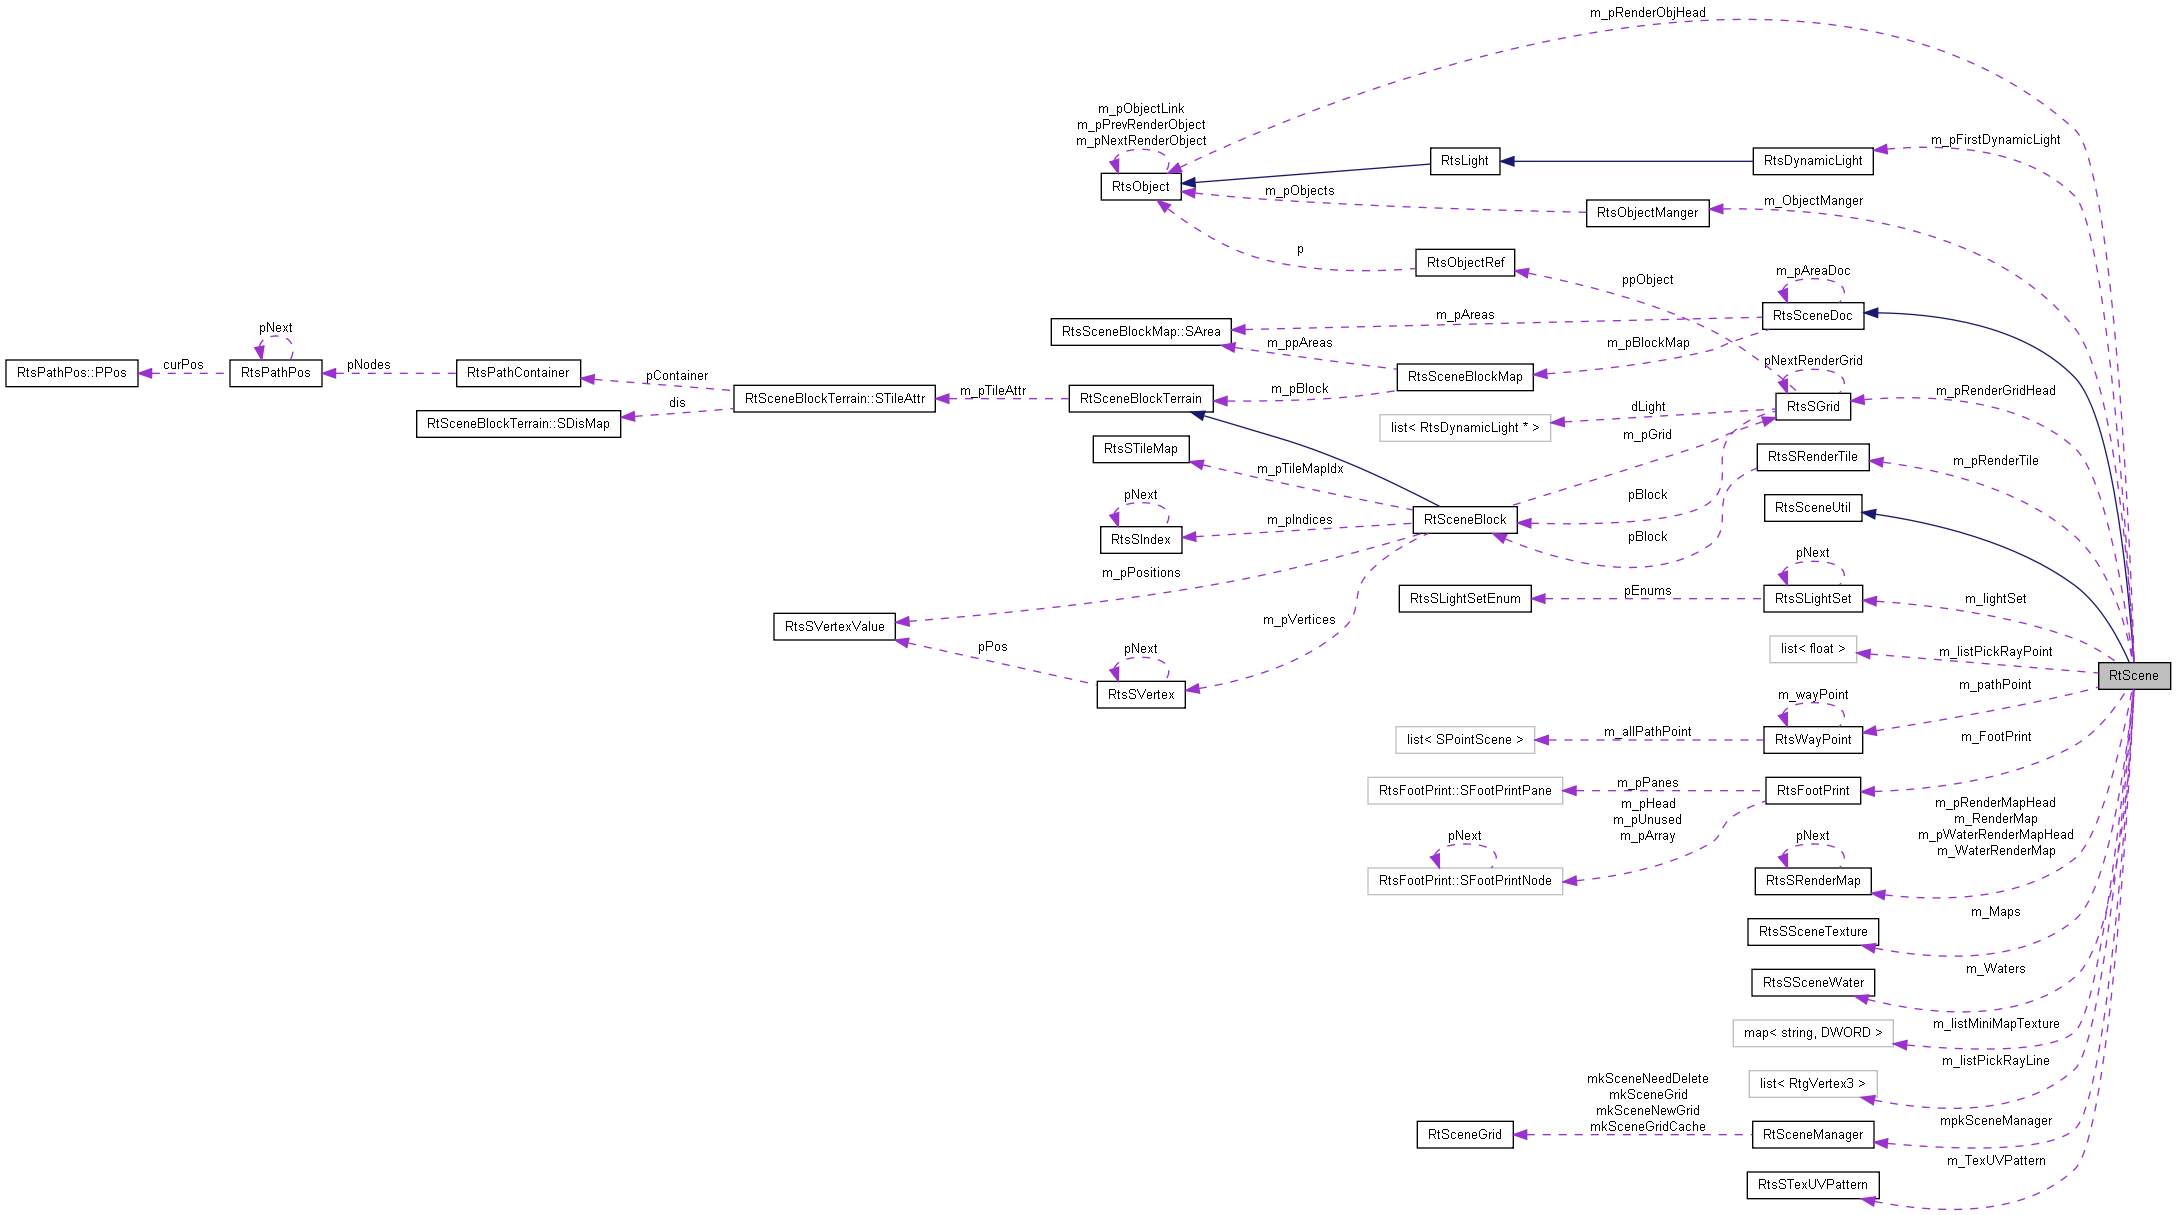 m_pRenderObjHead
m_pObjectLink
m_pPrevRenderObject
m_pNextRenderObject
m_pFirstDynamicLight
RtsLight
RtsDynamicLight
RtsObject
m_pObjects
m_ObjectManger
RtsObjectManger
p
RtsObjectRef
ppObject
m_pAreaDoc
m_pAreas
RtsSceneDoc
RtsSceneBlockMap::SArea
pNext
m_ppAreas
m_pBlockMap
pNextRenderGrid
curPos
pNodes
RtsPathPos::PPos
RtsPathPos
RtsPathContainer
pContainer
RtsSceneBlockMap
m_pBlock
m_pTileAttr
m_pRenderGridHead
RtSceneBlockTerrain::STileAttr
RtSceneBlockTerrain
dis
dLight
RtsSGrid
RtSceneBlockTerrain::SDisMap
list< RtsDynamicLight * >
m_pGrid
RtsSTileMap
RtsSRenderTile
m_pRenderTile
m_pTileMapIdx
pNext
pBlock
RtsSceneUtil
m_pIndices
RtSceneBlock
RtsSIndex
pBlock
pNext
m_pPositions
pEnums
RtsSLightSetEnum
RtsSLightSet
m_lightSet
m_pVertices
RtsSVertexValue
pPos
pNext
list< float >
m_listPickRayPoint
RtScene
m_pathPoint
RtsSVertex
m_wayPoint
m_allPathPoint
list< SPointScene >
RtsWayPoint
m_FootPrint
m_pPanes
RtsFootPrint::SFootPrintPane
RtsFootPrint
m_pHead
m_pUnused
m_pArray
m_pRenderMapHead
m_RenderMap
m_pWaterRenderMapHead
m_WaterRenderMap
pNext
pNext
RtsFootPrint::SFootPrintNode
RtsSRenderMap
m_Maps
RtsSSceneTexture
m_Waters
RtsSSceneWater
m_listMiniMapTexture
map< string, DWORD >
m_listPickRayLine
list< RtgVertex3 >
mkSceneNeedDelete
mkSceneGrid
mkSceneNewGrid
mkSceneGridCache
mpkSceneManager
RtSceneGrid
RtSceneManager
m_TexUVPattern
RtsSTexUVPattern